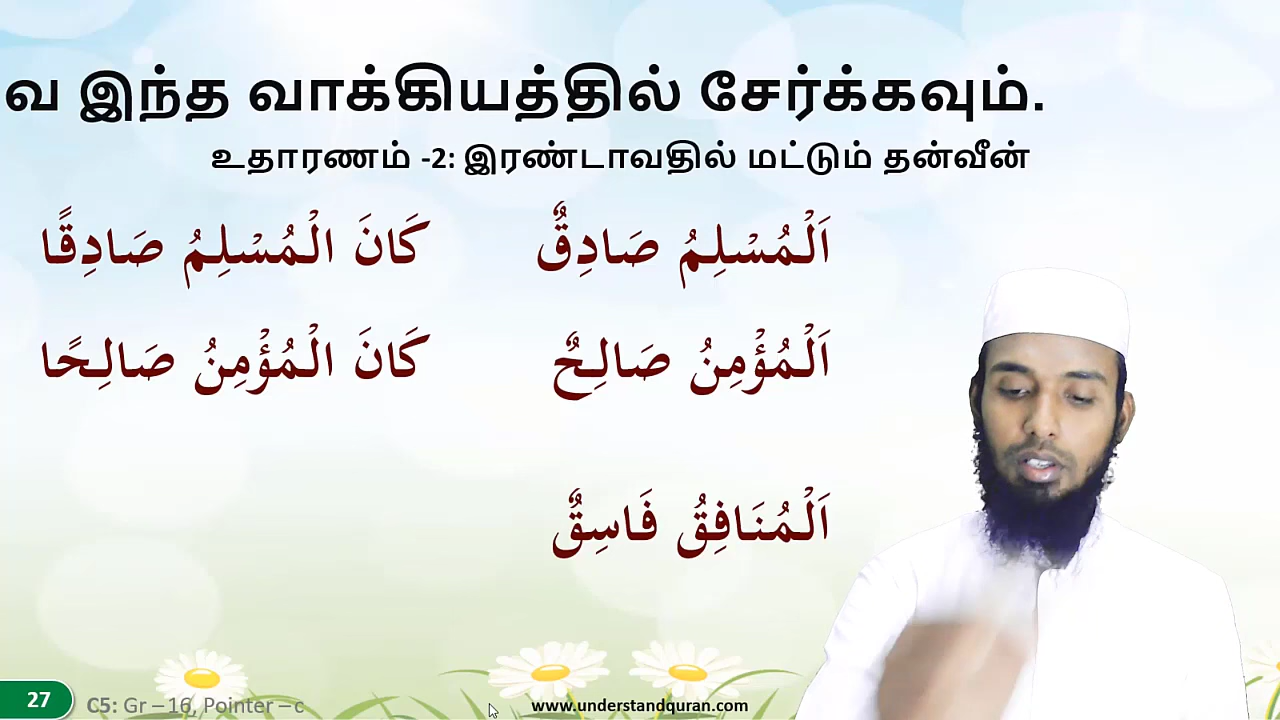 வ இந்த வாக்கியத்தில் சேர்க்கவும்.
உதாரணம் -2: இரண்டாவதில் மட்டும் தன்வீன்
اَلْمُسْلِمُ صَادِقٌ كَانَ الْمُسْلِمُ صَادِقًا
اَلْمُؤْمِنُ صَالِحٌ كَانَ الْمُؤْمِنُ صَالِحًا
اَلْمُنَافِقُ فَاسِقٌ
27 C5: Gr – 16, Pointer – c www.understandquran.com